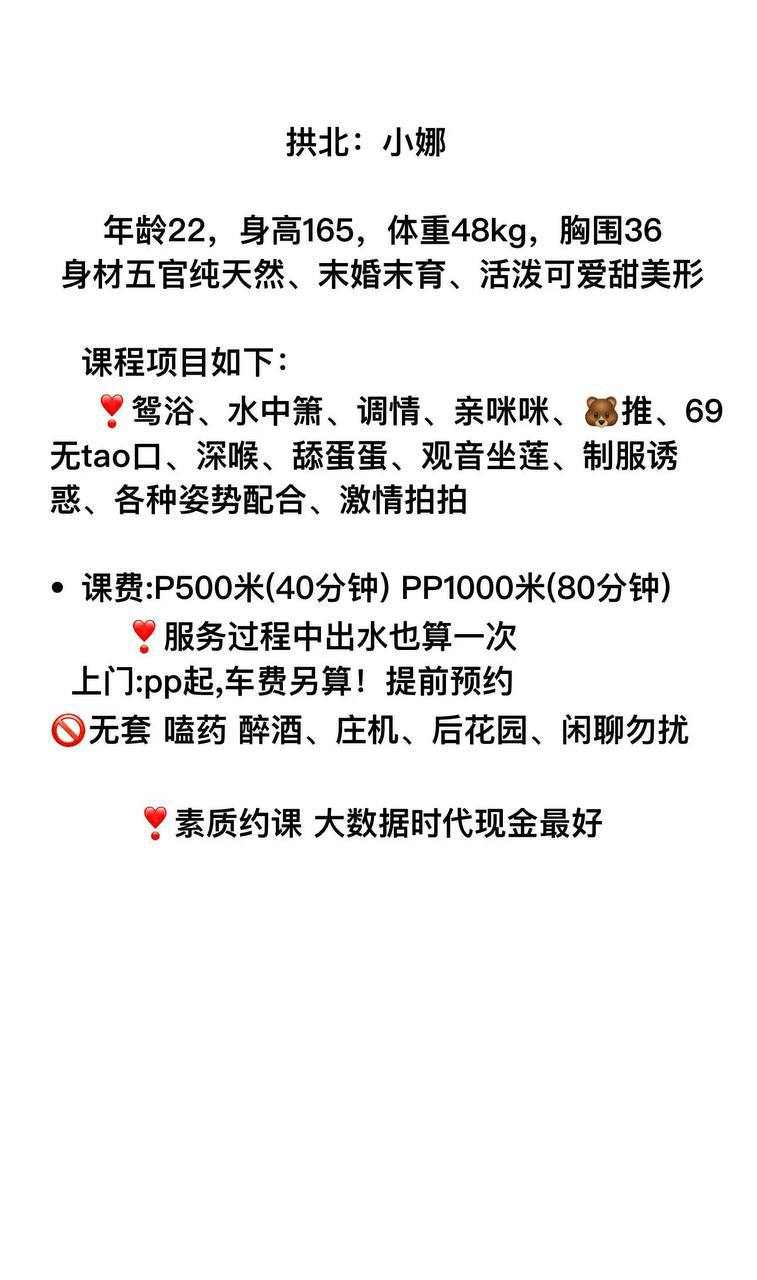 拱北：小娜
年龄22，身高165，体重48kg，胸围36
身材五官纯天然、末婚末育、活泼可爱甜美形
课程项目如下：
❣️鸳浴、水中箫、调情、亲咪咪、🐻推、69
无tao口、深喉、舔蛋蛋、观音坐莲、制服诱
惑、各种姿势配合、激情拍拍
• 课费:P500米(40分钟) PP1000米(80分钟)
❣️服务过程中出水也算一次
上门:pp起,车费另算！提前预约
🚫无套 嗑药 醉酒、庄机、后花园、闲聊勿扰
❣️素质约课 大数据时代现金最好